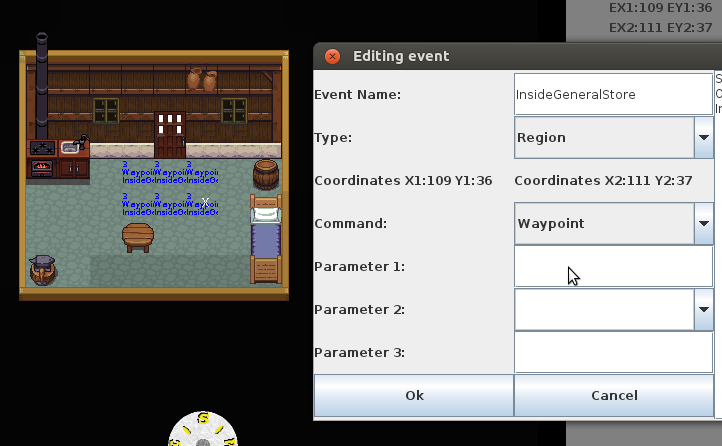 EX1:109 EY1:36
EX2:111 EY2:37
Editing event
Event Name:
InsideGeneralStore
Type:
Region
Coordinates X1:109 Y1:36
Coordinates X2:111 Y2:37
Command:
Waypoint
Parameter 1:
Parameter 2:
Parameter 3:
Ok
Cancel
3 3 3
Waypoi Waypoi Waypoi
InsideG InsideG InsideG
3 3 3
Waypoi Waypoi Waypoi
InsideG InsideG InsideG
S